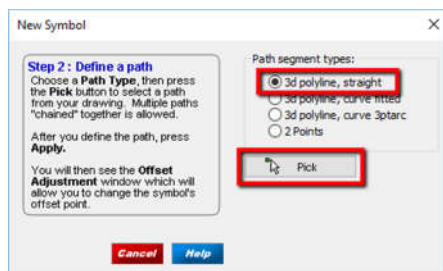 New Symbol
Step 2 : Define a path
Choose a Path Type, then press
the Pick button to select a path
from your drawing. Multiple paths
"chained" together is allowed.
After you define the path, press
Apply.
You will then see the Offset
Adjustment window which will
allow you to change the symbol's
offset point.
Path segment types:
3d polyline, straight
3d polyline, curve fitted
3d polyline, curve 3ptarc
2 Points
Pick
Cancel
Help